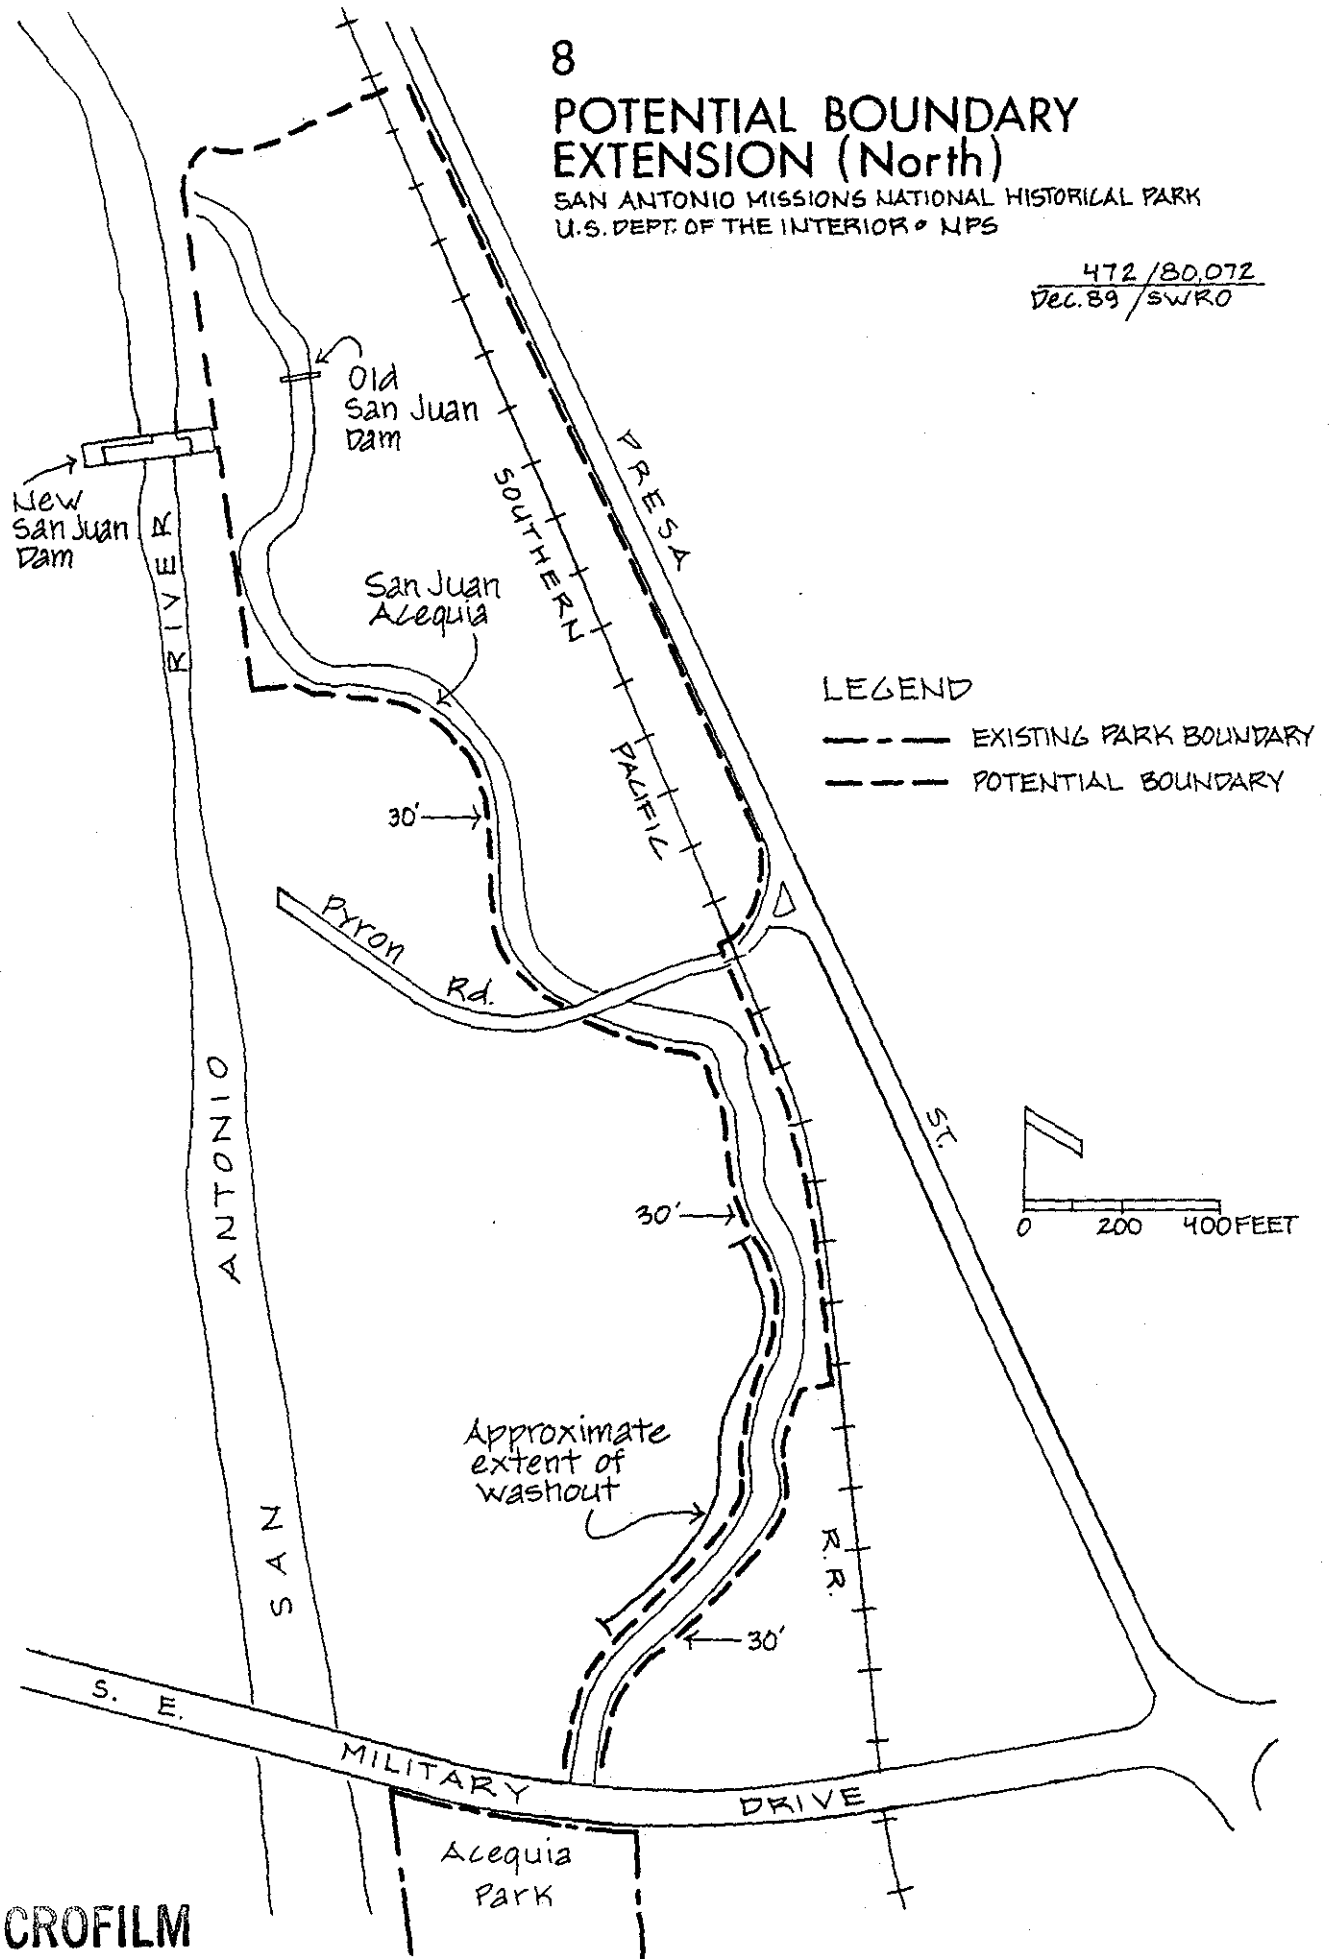 8
POTENTIAL BOUNDARY
EXTENSION (North)
SAN ANTONIO MISSIONS NATIONAL HISTORICAL PARK
U.S. DEPT. OF THE INTERIOR • NPS
472/80,072
Dec. 89/SWRO
Old
San Juan
Dam
New
San Juan
Dam
PRESA
ST.
SOUTHERN
PACIFIC
R.R.
San Juan
Acequia
SAN
ANTONIO
RIVER
LEGEND
EXISTING PARK BOUNDARY
POTENTIAL BOUNDARY
30'
Pyron
Rd.
0 200 400 FEET
30'
Approximate
extent of
washout
30'
S. E.
MILITARY
DRIVE
Acequia
Park
CROFILM